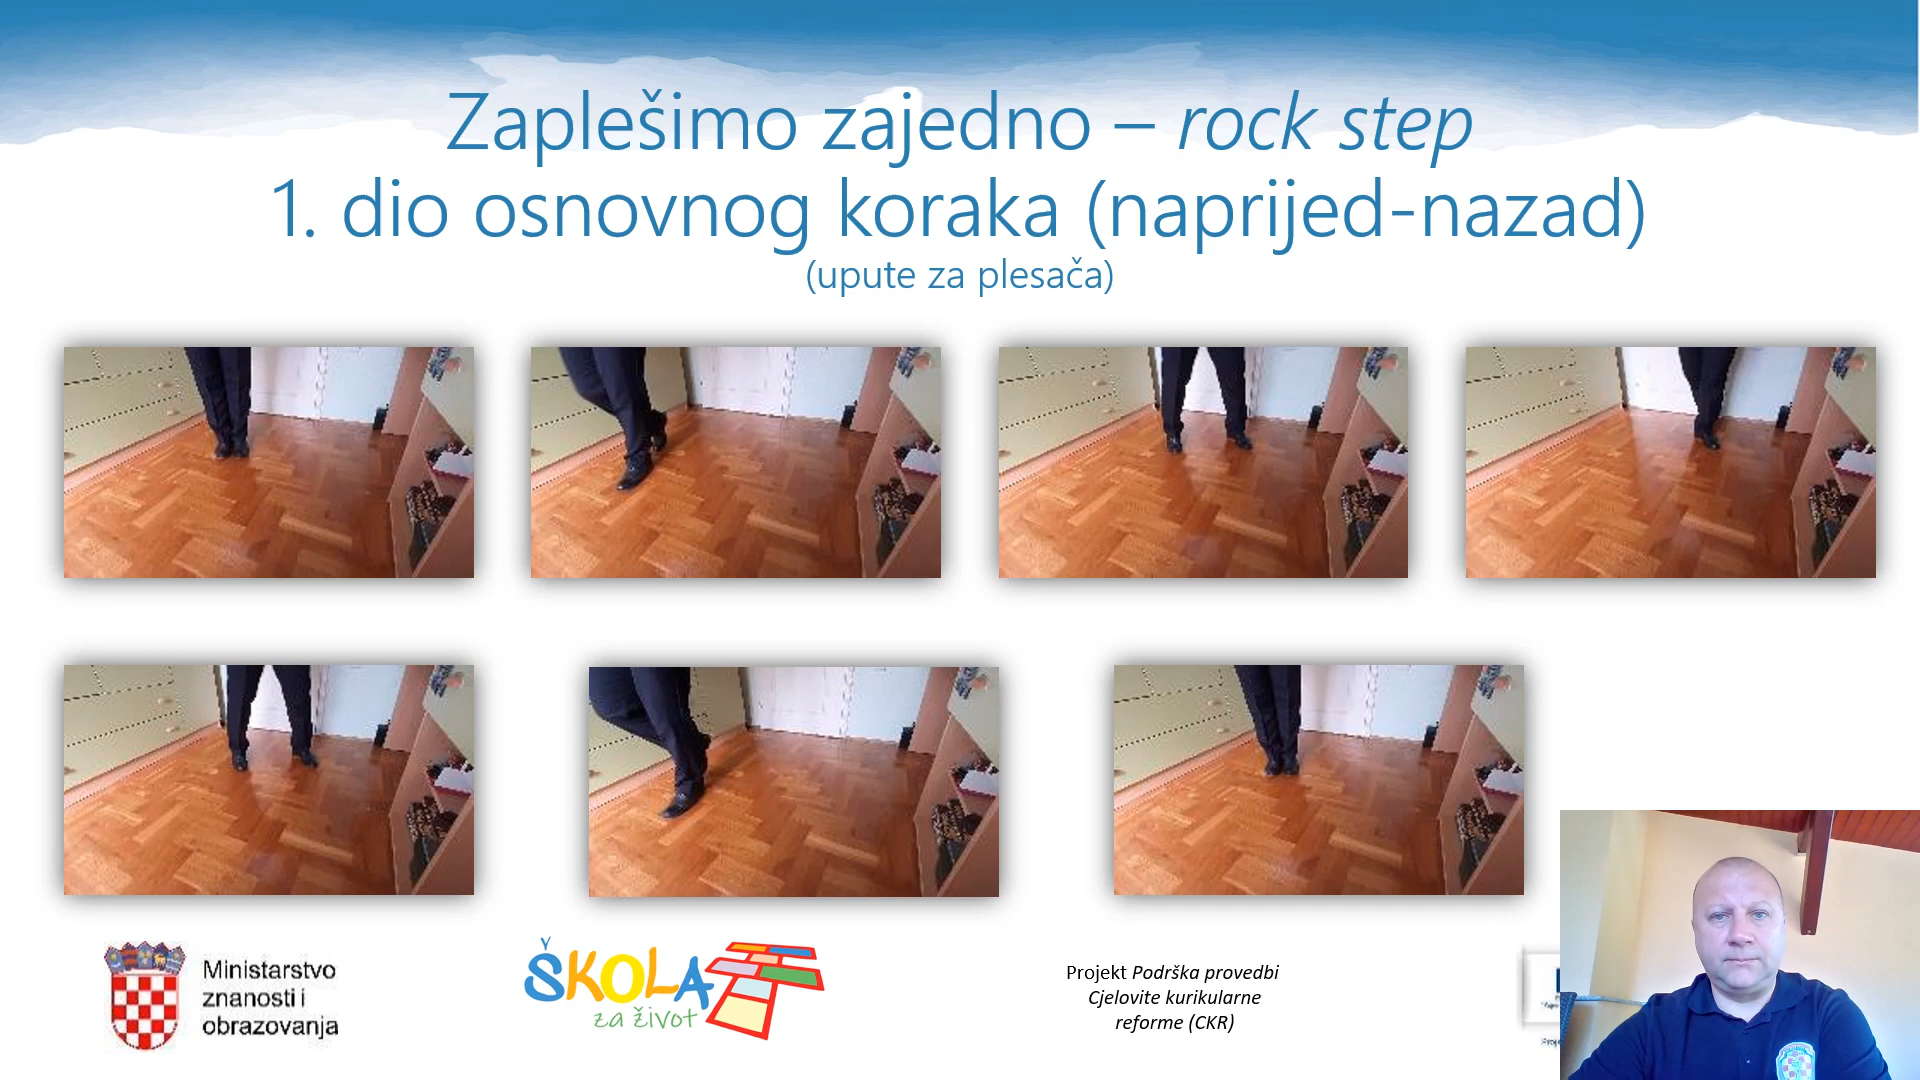 Zaplešimo zajedno – rock step
1. dio osnovnog koraka (naprijed-nazad)
(upute za plesača)
Ministarstvo
znanosti i
obrazovanja
ŠKOLA
za život
Projekt Podrška provedbi
Cjelovite kurikularne
reforme (CKR)